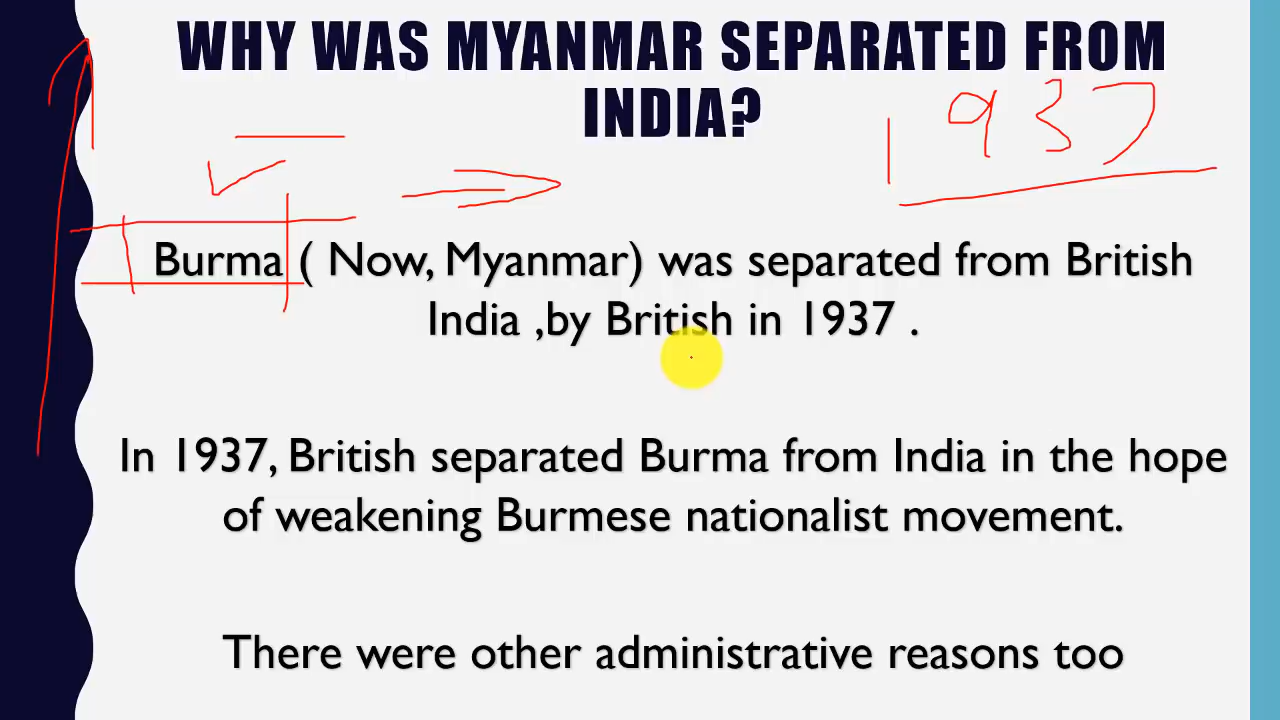 WHY WAS MYANMAR SEPARATED FROM
INDIA?
1937
Burma ( Now, Myanmar) was separated from British
India ,by British in 1937 .
In 1937, British separated Burma from India in the hope
of weakening Burmese nationalist movement.
There were other administrative reasons too